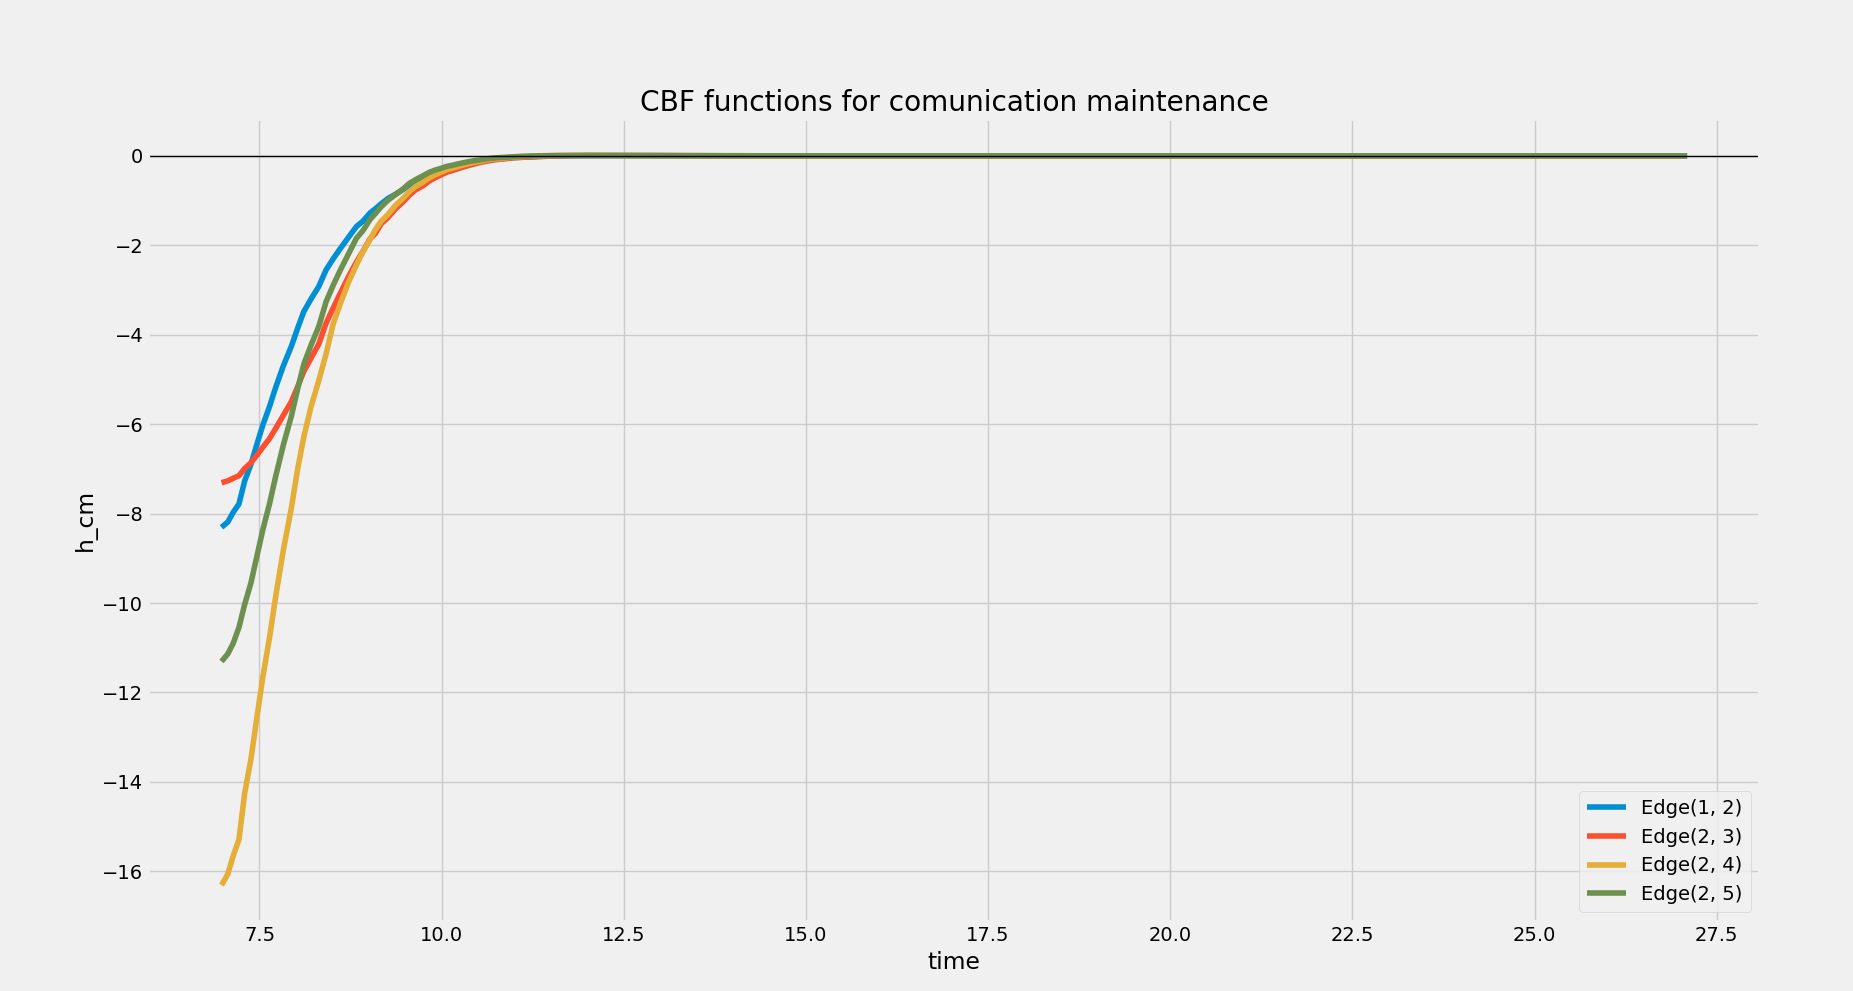 CBF functions for comunication maintenance
h_cm
0
−2
−4
−6
−8
−10
−12
−14
−16
7.5 10.0 12.5 15.0 17.5 20.0 22.5 25.0 27.5
time
Edge(1, 2)
Edge(2, 3)
Edge(2, 4)
Edge(2, 5)